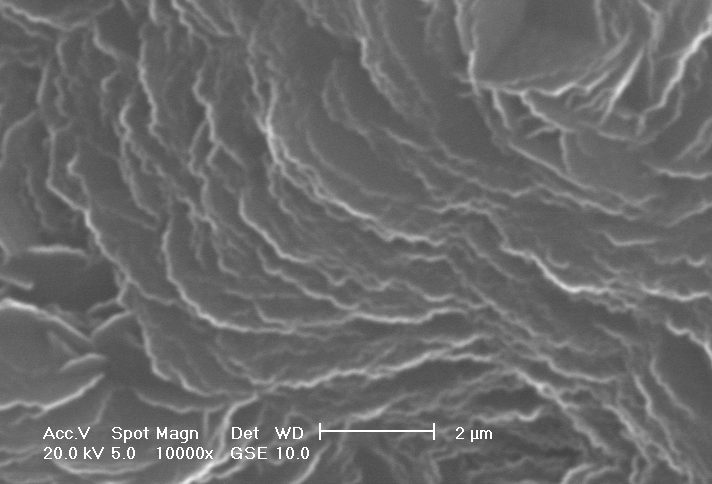 Acc.V Spot Magn Det WD 2 µm
20.0 kV 5.0 10000x GSE 10.0